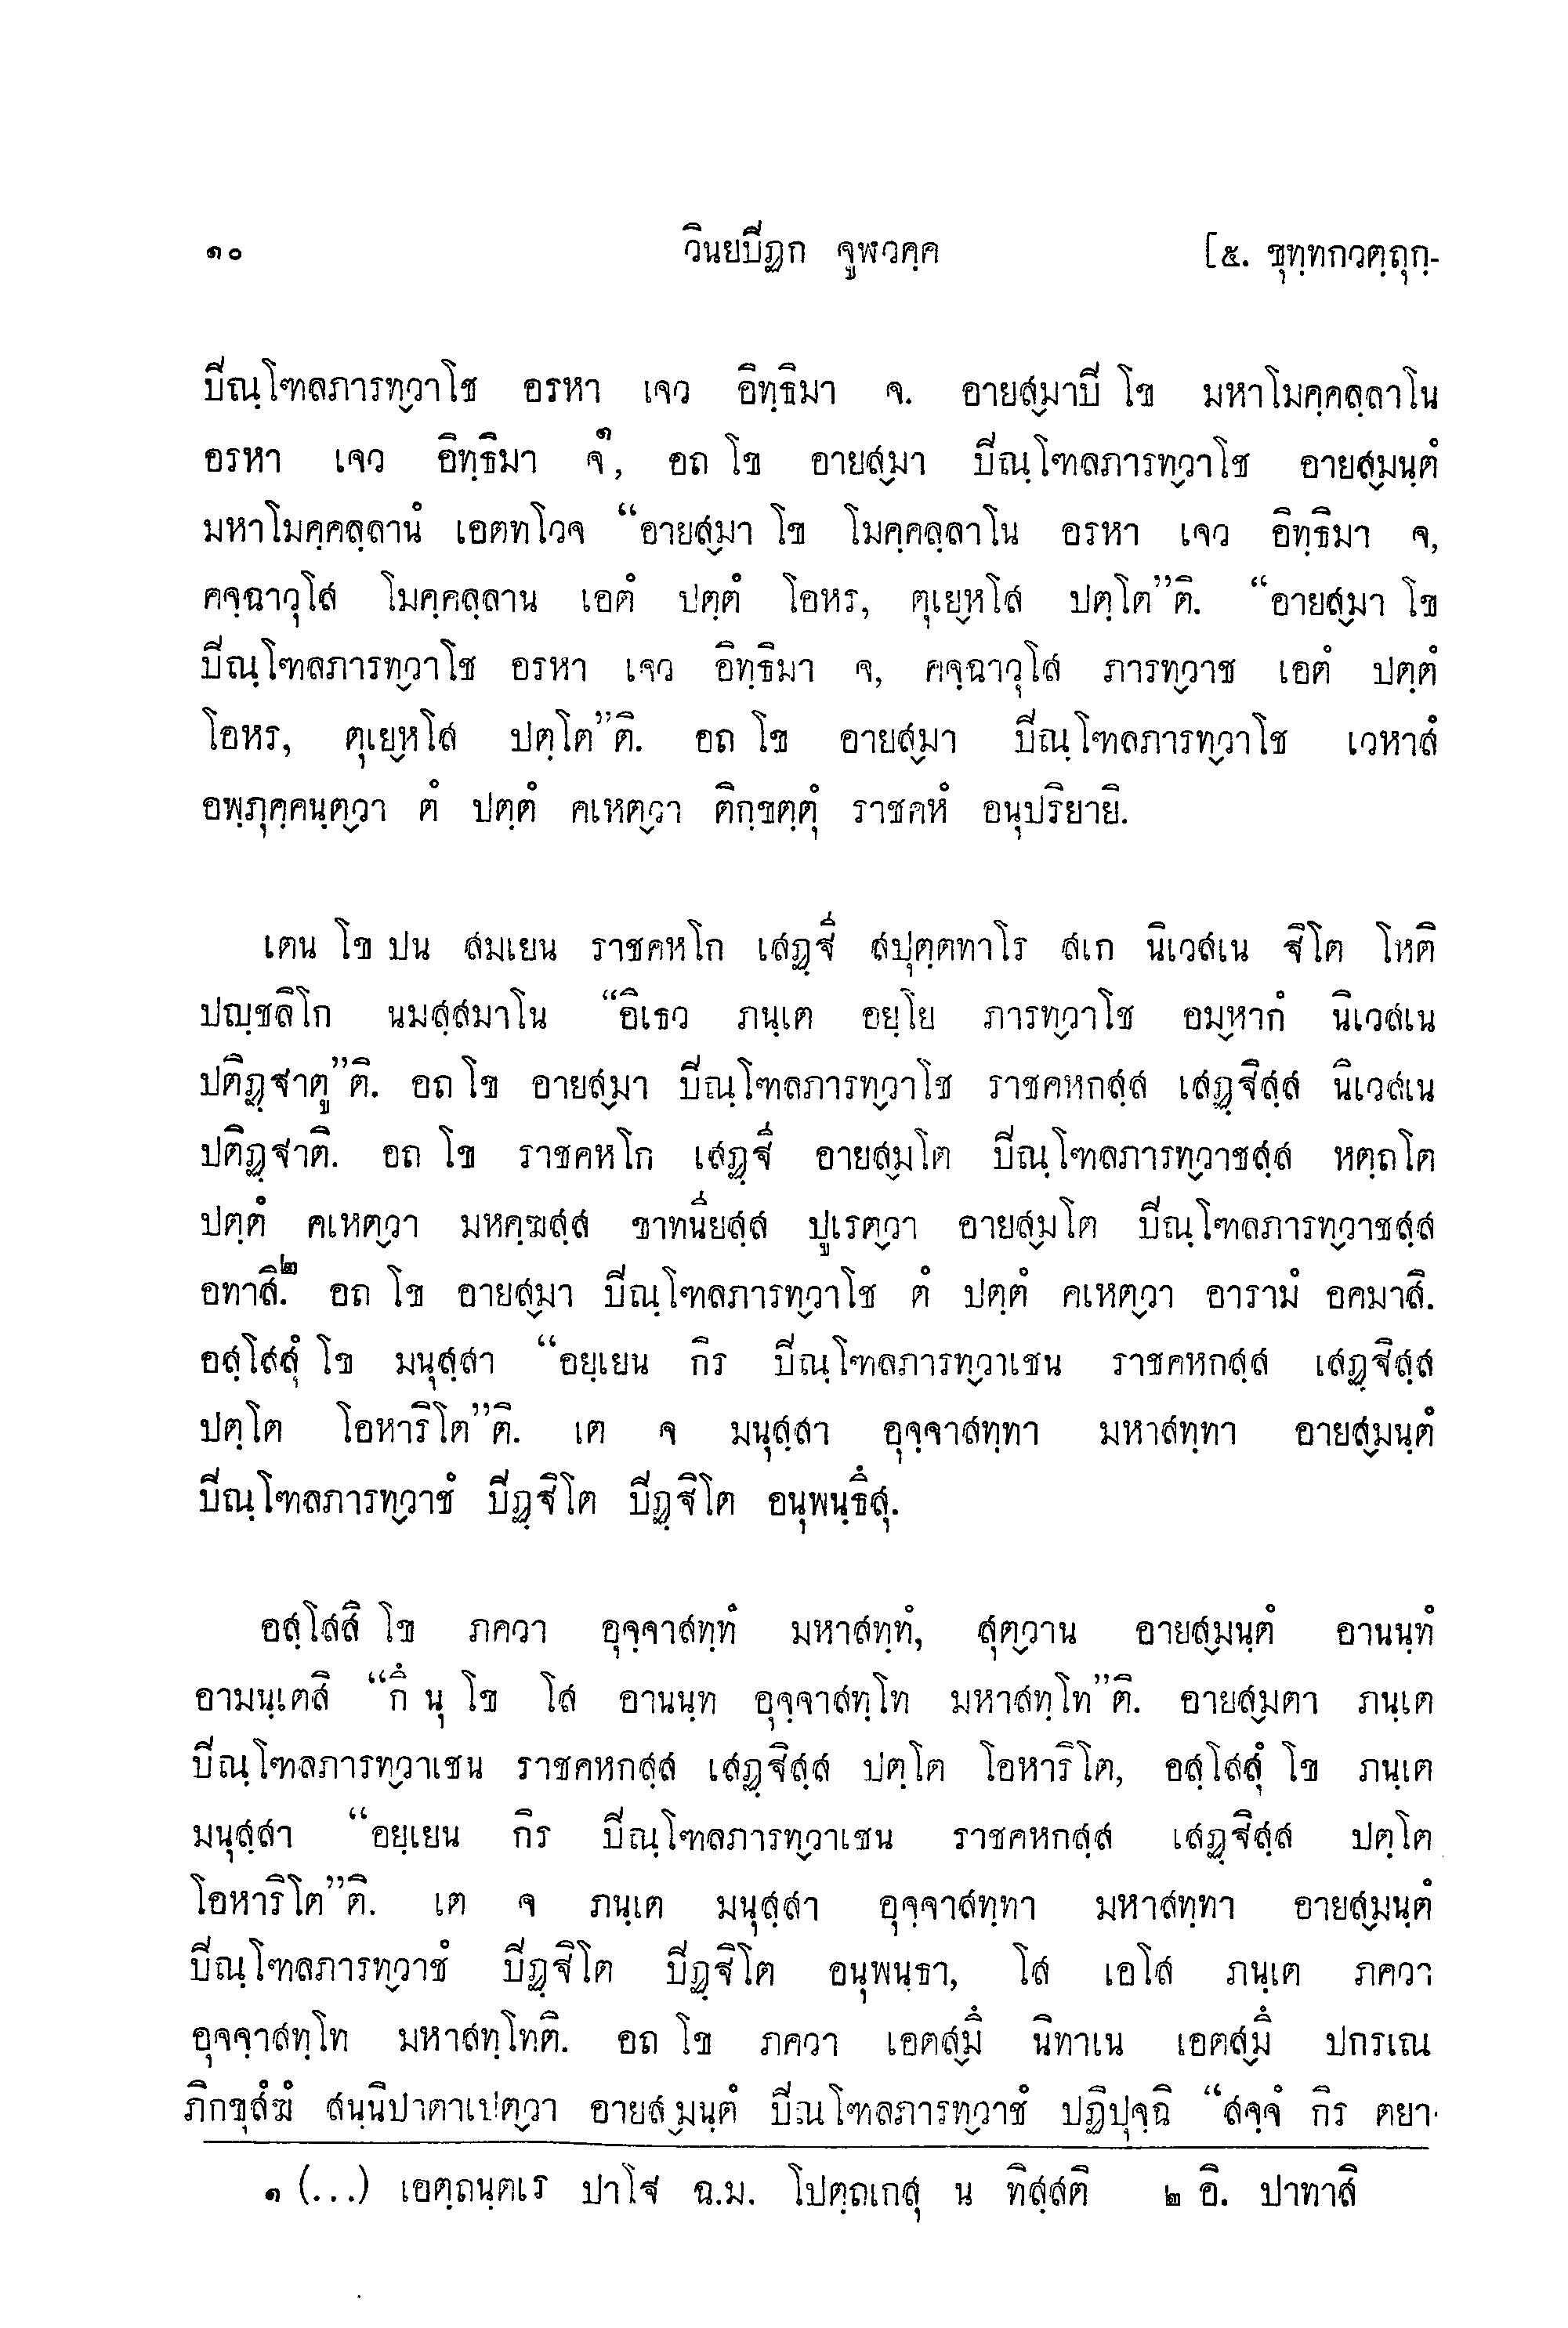 ๑๐ วินยปีฏก จูฬวคฺค [๕. ขุทฺทกวตฺถุกฺ-
ปีณฺโฑลภารทฺวาโช อรหา เจว อิทฺธิมา จ. อายสฺมาปี โข มหาโมคฺคลฺลาโน
อรหา เจว อิทฺธิมา จ๑, อถ โข อายสฺมา ปีณฺโฑลภารทฺวาโช อายสฺมนฺตํ
มหาโมคฺคลฺลานํ เอตทโวจ “อายสฺมา โข โมคฺคลฺลาโน อรหา เจว อิทฺธิมา จ,
คจฺฉาวุโส โมคฺคลฺลาน เอตํ ปตฺตํ โอหร, ตุเยฺหโส ปตฺโต”ติ. “อายสฺมา โข
ปีณฺโฑลภารทฺวาโช อรหา เจว อิทฺธิมา จ, คจฺฉาวุโส ภารทฺวาช เอตํ ปตฺตํ
โอหร, ตุเยฺหโส ปตฺโต”ติ. อถ โข อายสฺมา ปีณฺโฑลภารทฺวาโช เวหาสํ
อพฺภุคฺคนฺตฺวา ตํ ปตฺตํ คเหตฺวา ติกฺขตฺตุํ ราชคหํ อนุปริยายิ.
เตน โข ปน สมเยน ราชคหโก เสฏฺฐี สปุตฺตทาโร สเก นิเวสเน ฐิโต โหติ
ปญฺชลิโก นมสฺสมาโน “อิเธว ภนฺเต อยฺโย ภารทฺวาโช อมฺหากํ นิเวสเน
ปติฏฺฐาตู”ติ. อถ โข อายสฺมา ปีณฺโฑลภารทฺวาโช ราชคหกสฺส เสฏฺฐิสฺส นิเวสเน
ปติฏฺฐาติ. อถ โข ราชคหโก เสฏฺฐี อายสฺมโต ปีณฺโฑลภารทฺวาชสฺส หตฺถโต
ปตฺตํ คเหตฺวา มหคฺฆสฺส ขาทนียสฺส ปูเรตฺวา อายสฺมโต ปีณฺโฑลภารทฺวาชสฺส
อทาสิ.๒ อถ โข อายสฺมา ปีณฺโฑลภารทฺวาโช ตํ ปตฺตํ คเหตฺวา อารามํ อคมาสิ.
อสฺโสสุํ โข มนุสฺสา “อยฺเยน กิร ปีณฺโฑลภารทฺวาเชน ราชคหกสฺส เสฏฺฐิสฺส
ปตฺโต โอหาริโต”ติ. เต จ มนุสฺสา อุจฺจาสทฺทา มหาสทฺทา อายสฺมนฺตํ
ปีณฺโฑลภารทฺวาชํ ปีฏฺฐิโต ปีฏฺฐิโต อนุพนฺธึสุ.
อสฺโสสิ โข ภควา อุจฺจาสทฺทํ มหาสทฺทํ, สุตฺวาน อายสฺมนฺตํ อานนฺทํ
อามนฺเตสิ “กึ นุ โข โส อานนฺท อุจฺจาสทฺโท มหาสทฺโท”ติ. อายสฺมตา ภนฺเต
ปีณฺโฑลภารทฺวาเชน ราชคหกสฺส เสฏฺฐิสฺส ปตฺโต โอหาริโต, อสฺโสสุํ โข ภนฺเต
มนุสฺสา “อยฺเยน กิร ปีณฺโฑลภารทฺวาเชน ราชคหกสฺส เสฏฺฐิสฺส ปตฺโต
โอหาริโต”ติ. เต จ ภนฺเต มนุสฺสา อุจฺจาสทฺทา มหาสทฺทา อายสฺมนฺตํ
ปีณฺโฑลภารทฺวาชํ ปีฏฺฐิโต ปีฏฺฐิโต อนุพนฺธา, โส เอโส ภนฺเต ภควา
อุจฺจาสทฺโท มหาสทฺโทติ. อถ โข ภควา เอตสฺมึ นิทาเน เอตสฺมึ ปกรเณ
ภิกขุสํฆํ สนฺนิปาตาเปตฺวา อายสฺมนฺตํ ปีณโฑลภารทฺวาชํ ปฏิปุจฺฉิ “สจฺจํ กิร ตยา
๑ (...) เอตฺถนฺตเร ปาโฐ ฉ.ม. โปตฺถเกสุ น ทิสฺสติ ๒ อิ. ปาทาสิ